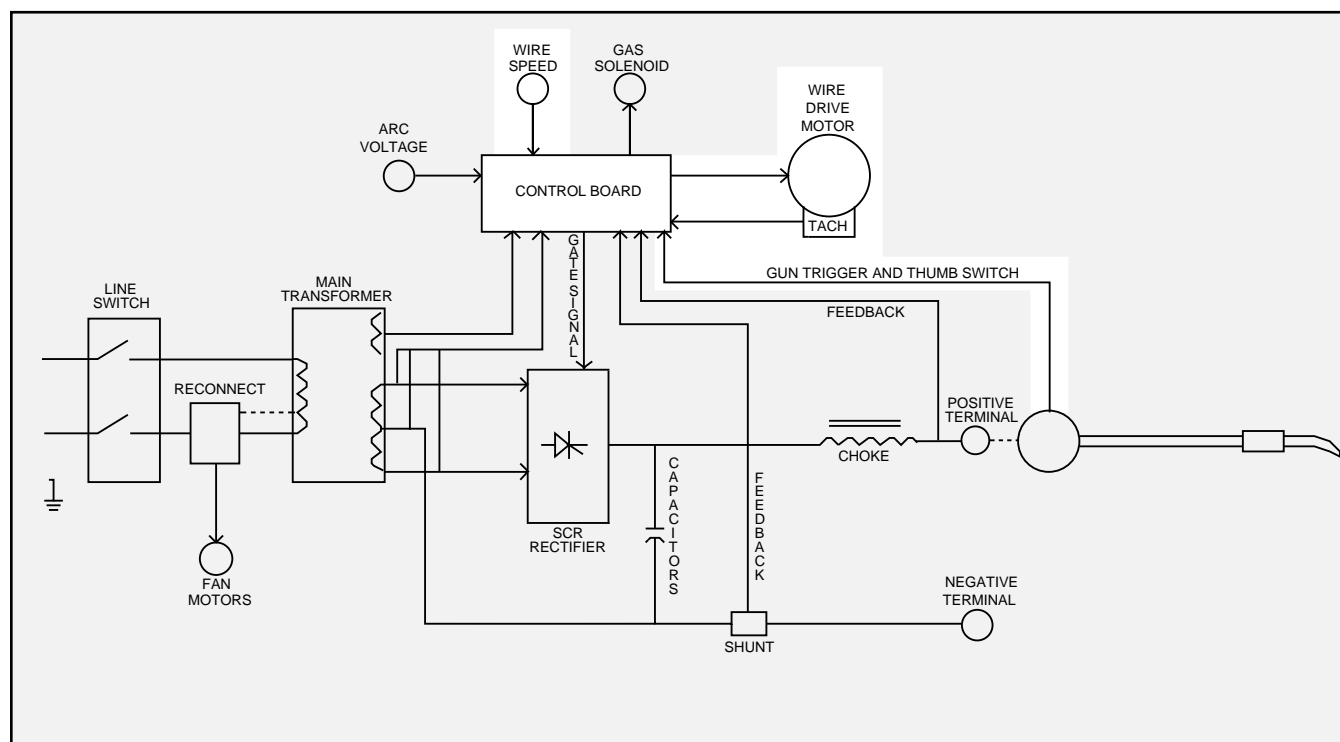 WIRE
SPEED
GAS
SOLENOID
WIRE
DRIVE
MOTOR
ARC
VOLTAGE
CONTROL BOARD
TACH
GATE SIGNAL
GUN TRIGGER AND THUMB SWITCH
FEEDBACK
LINE
SWITCH
MAIN
TRANSFORMER
RECONNECT
POSITIVE
TERMINAL
CHOKE
CAPACITORS
FEEDBACK
SCR
RECTIFIER
FAN
MOTORS
NEGATIVE
TERMINAL
SHUNT